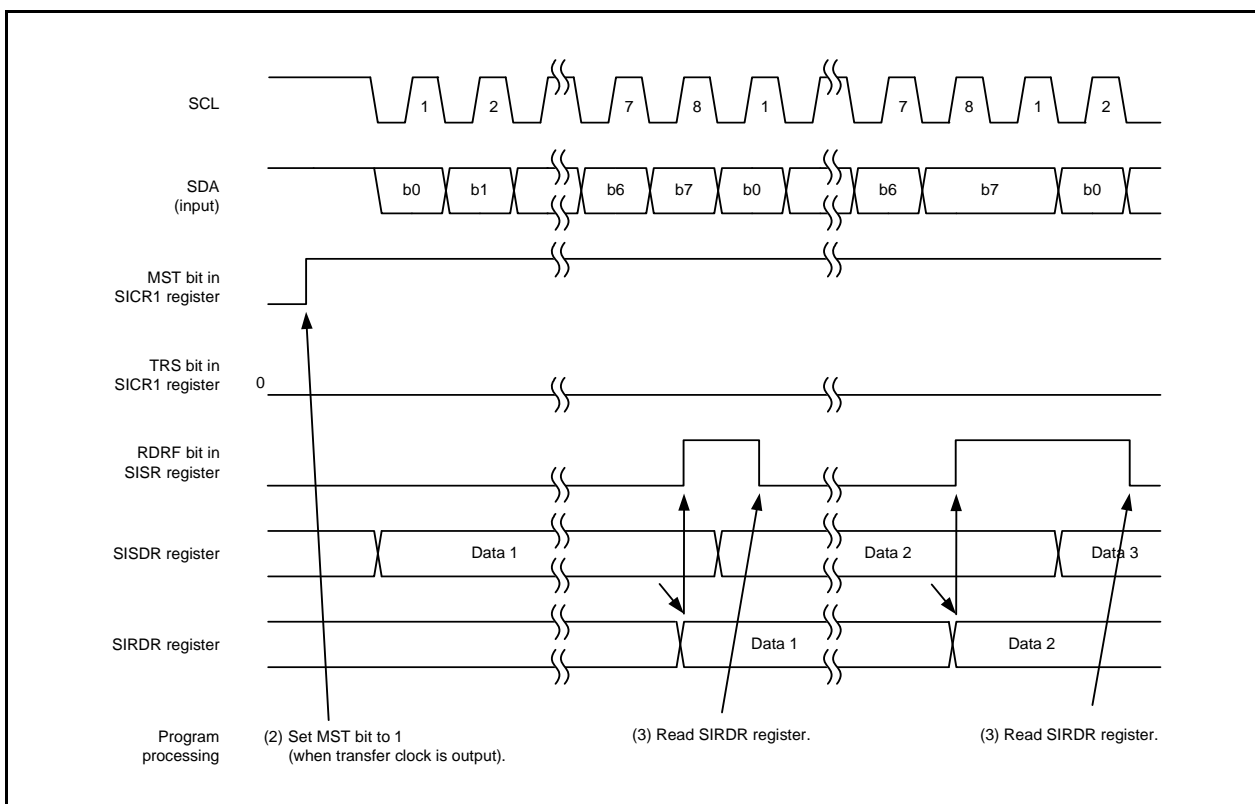 SCL
1 2 7 8 1 7 8 1 2
SDA
(input)
b0 b1 b6 b7 b0 b6 b7 b0
MST bit in
SICR1 register
TRS bit in
SICR1 register
0
RDRF bit in
SISR register
SISDR register
Data 1 Data 2 Data 3
SIRDR register
Data 1 Data 2
Program
processing
(2) Set MST bit to 1
(when transfer clock is output).
(3) Read SIRDR register.
(3) Read SIRDR register.